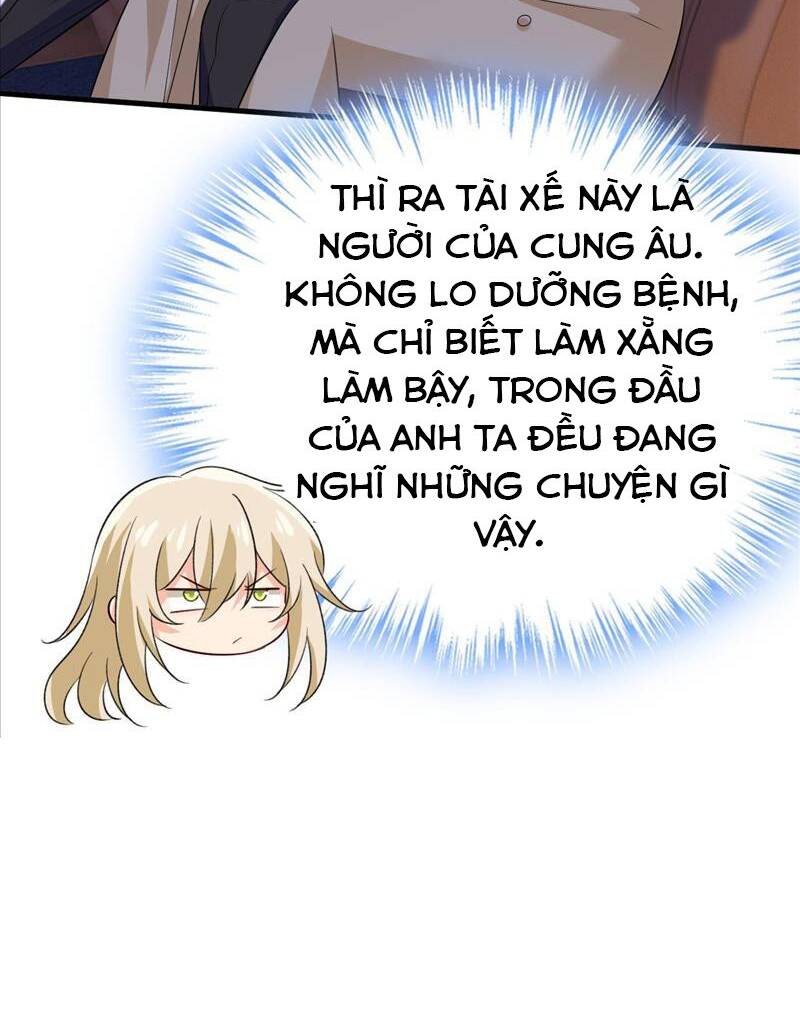 THÌ RA TÀI XẾ NÀY LÀ
NGƯỜI CỦA CUNG ÂU.
KHÔNG LO DƯỠNG BỆNH,
MÀ CHỈ BIẾT LÀM XẰNG
LÀM BẬY, TRONG ĐẦU
CỦA ANH TA ĐỀU ĐANG
NGHĨ NHỮNG CHUYỆN GÌ
VẬY.